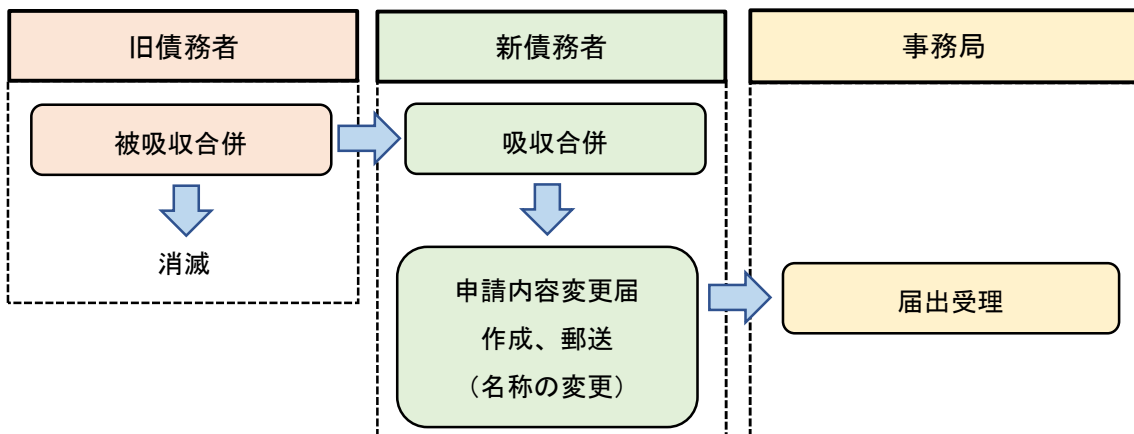 旧債務者
新債務者
事務局
被吸収合併
吸収合併
消滅
申請内容変更届
作成、郵送
（名称の変更）
届出受理